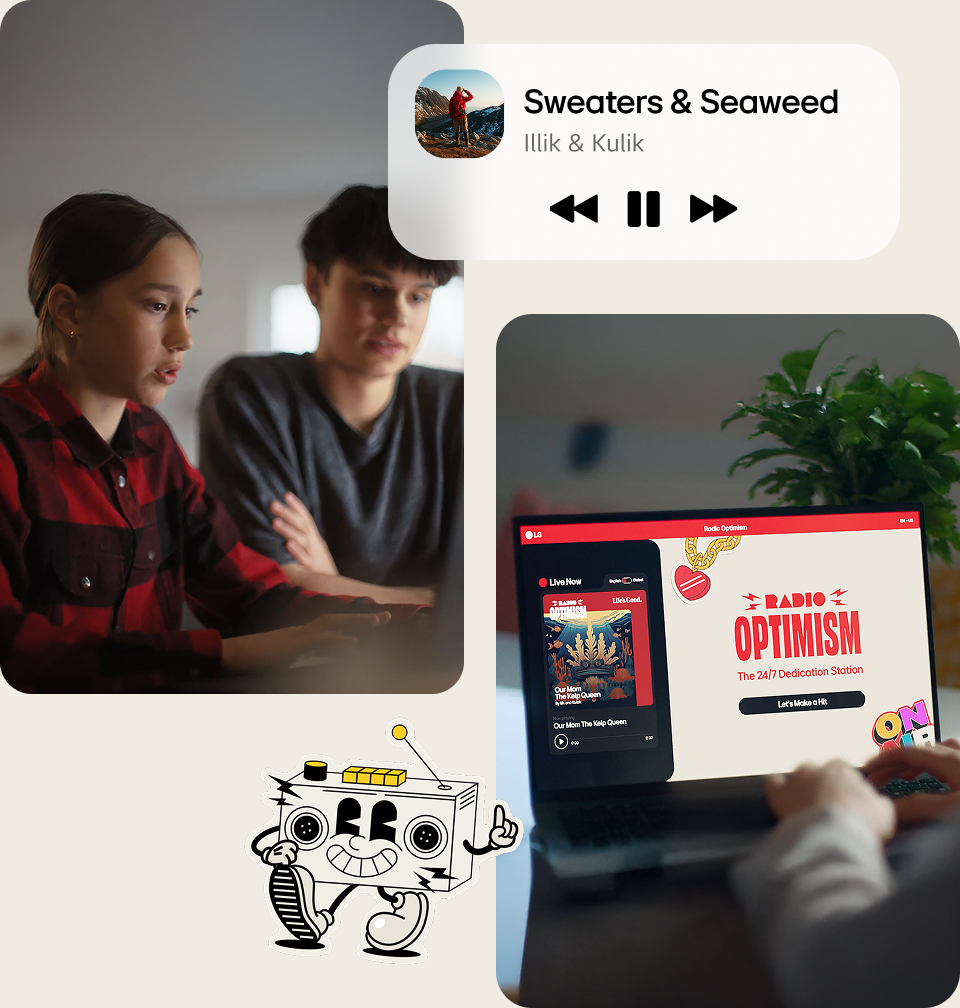 Sweaters & Seaweed
Illik & Kulik
LG
Radio Optimism
EN - US
Live Now
English
Global
RADIO
OPTIMISM
Life's Good.
Our Mom
The Kelp Queen
By Illik and Kulik
Our Mom The Kelp Queen
0:00
0:00
RADIO
OPTIMISM
The 24/7 Dedication Station
Let's Make a Hit
ON
AIR